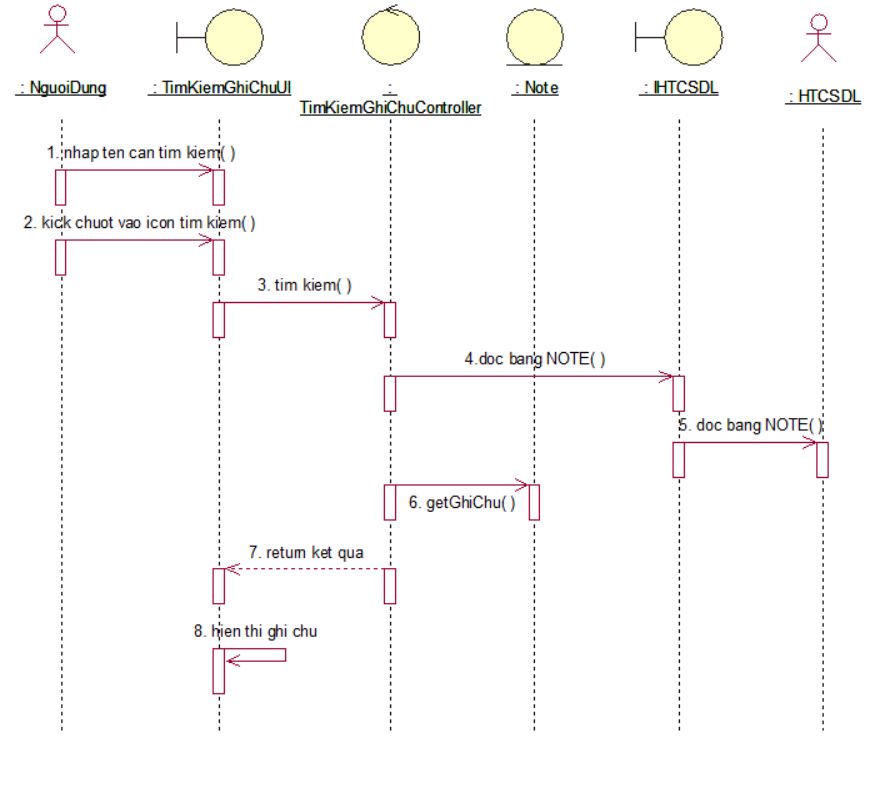 : NguoiDung
: TimKiemGhiChuUI
:
TimKiemGhiChuController
: Note
: IHTCSDL
: HTCSDL
1. nhap ten can tim kiem( )
2. kick chuot vao icon tim kiem( )
3. tim kiem( )
4.doc bang NOTE( )
5. doc bang NOTE( )
6. getGhiChu( )
7. return ket qua
8. hien thi ghi chu